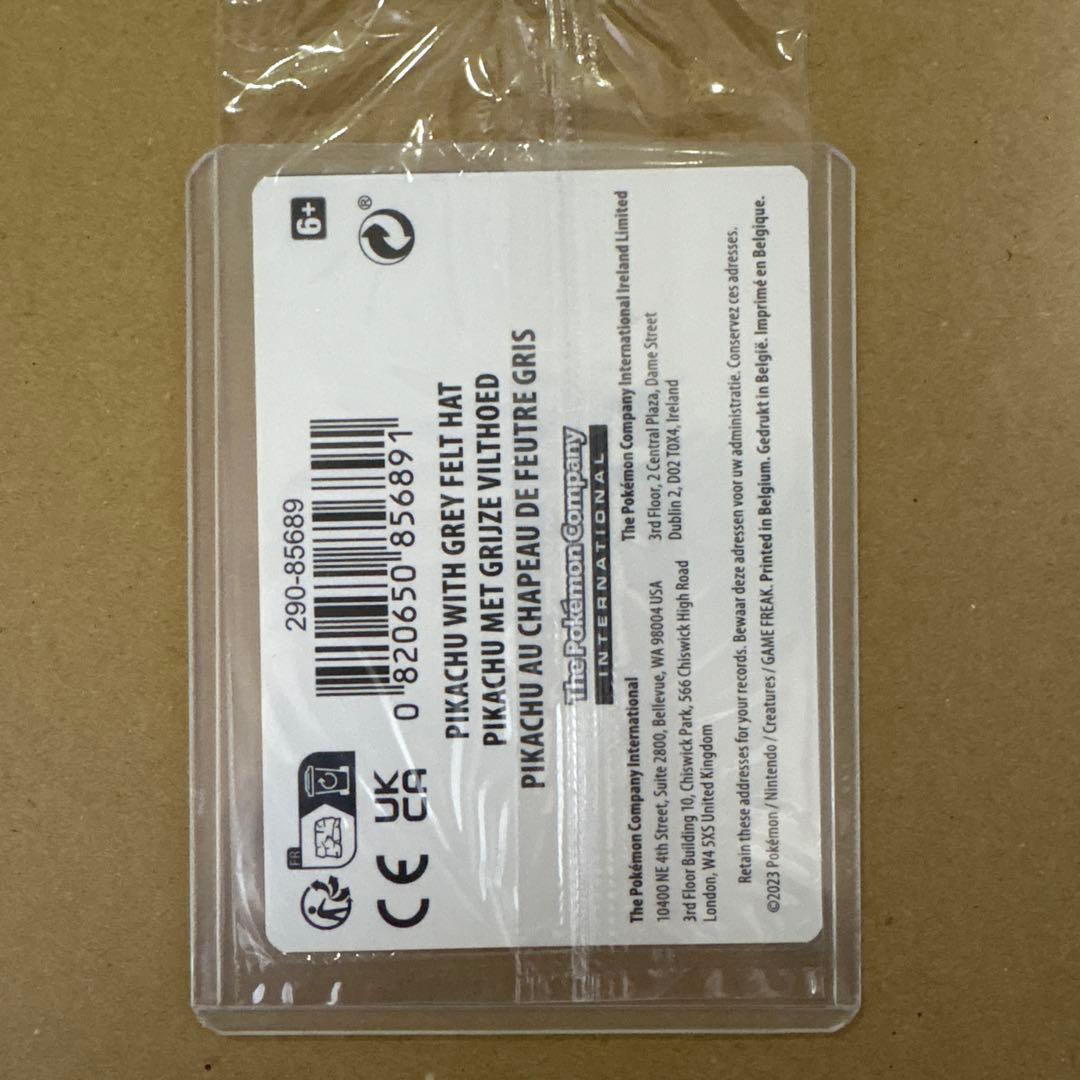 6+
®
290-85689
0 820650 856891
FR
CE
UK
CA
PIKACHU WITH GREY FELT HAT
PIKACHU MET GRIJZE VILTHOED
PIKACHU AU CHAPEAU DE FEUTRE GRIS
The Pokémon Company
INTERNATIONAL
The Pokémon Company International
10400 NE 4th Street, Suite 2800, Bellevue, WA 98004 USA
3rd Floor Building 10, Chiswick Park, 566 Chiswick High Road
London, W4 5XS United Kingdom
The Pokémon Company International Ireland Limited
3rd Floor, 2 Central Plaza, Dame Street
Dublin 2, D02 T0X4, Ireland
Retain these addresses for your records. Bewaar deze adressen voor uw administratie. Conservez ces adresses.
©2023 Pokémon / Nintendo / Creatures / GAME FREAK. Printed in Belgium. Gedrukt in België. Imprimé en Belgique.